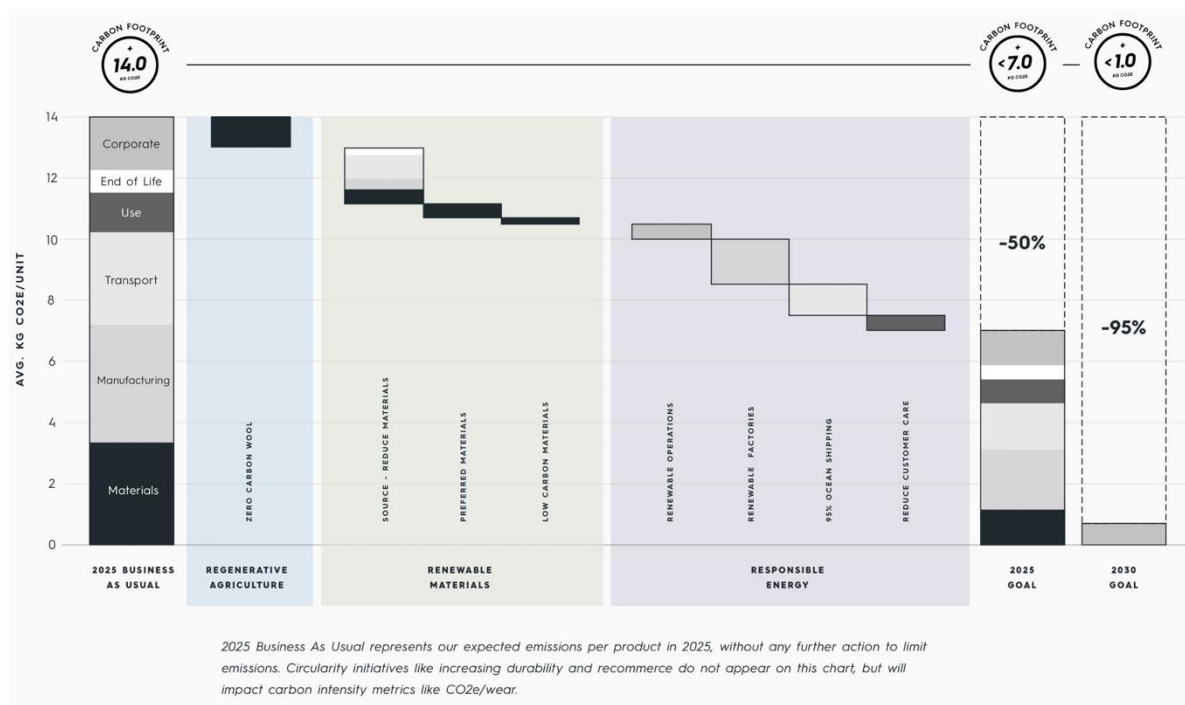 CARBON FOOTPRINT
+
14.0
KG CO2E
CARBON FOOTPRINT
+
<7.0
KG CO2E
CARBON FOOTPRINT
+
<1.0
KG CO2E
AVG. KG CO2E/UNIT
14
12
10
8
6
4
2
0
Corporate
End of Life
Use
Transport
Manufacturing
Materials
ZERO CARBON WOOL
SOURCE - REDUCE MATERIALS
PREFERRED MATERIALS
LOW CARBON MATERIALS
RENEWABLE OPERATIONS
RENEWABLE FACTORIES
95% OCEAN SHIPPING
REDUCE CUSTOMER CARE
-50%
-95%
2025 BUSINESS
AS USUAL
REGENERATIVE
AGRICULTURE
RENEWABLE
MATERIALS
RESPONSIBLE
ENERGY
2025
GOAL
2030
GOAL
2025 Business As Usual represents our expected emissions per product in 2025, without any further action to limit
emissions. Circularity initiatives like increasing durability and recommerce do not appear on this chart, but will
impact carbon intensity metrics like CO2e/wear.